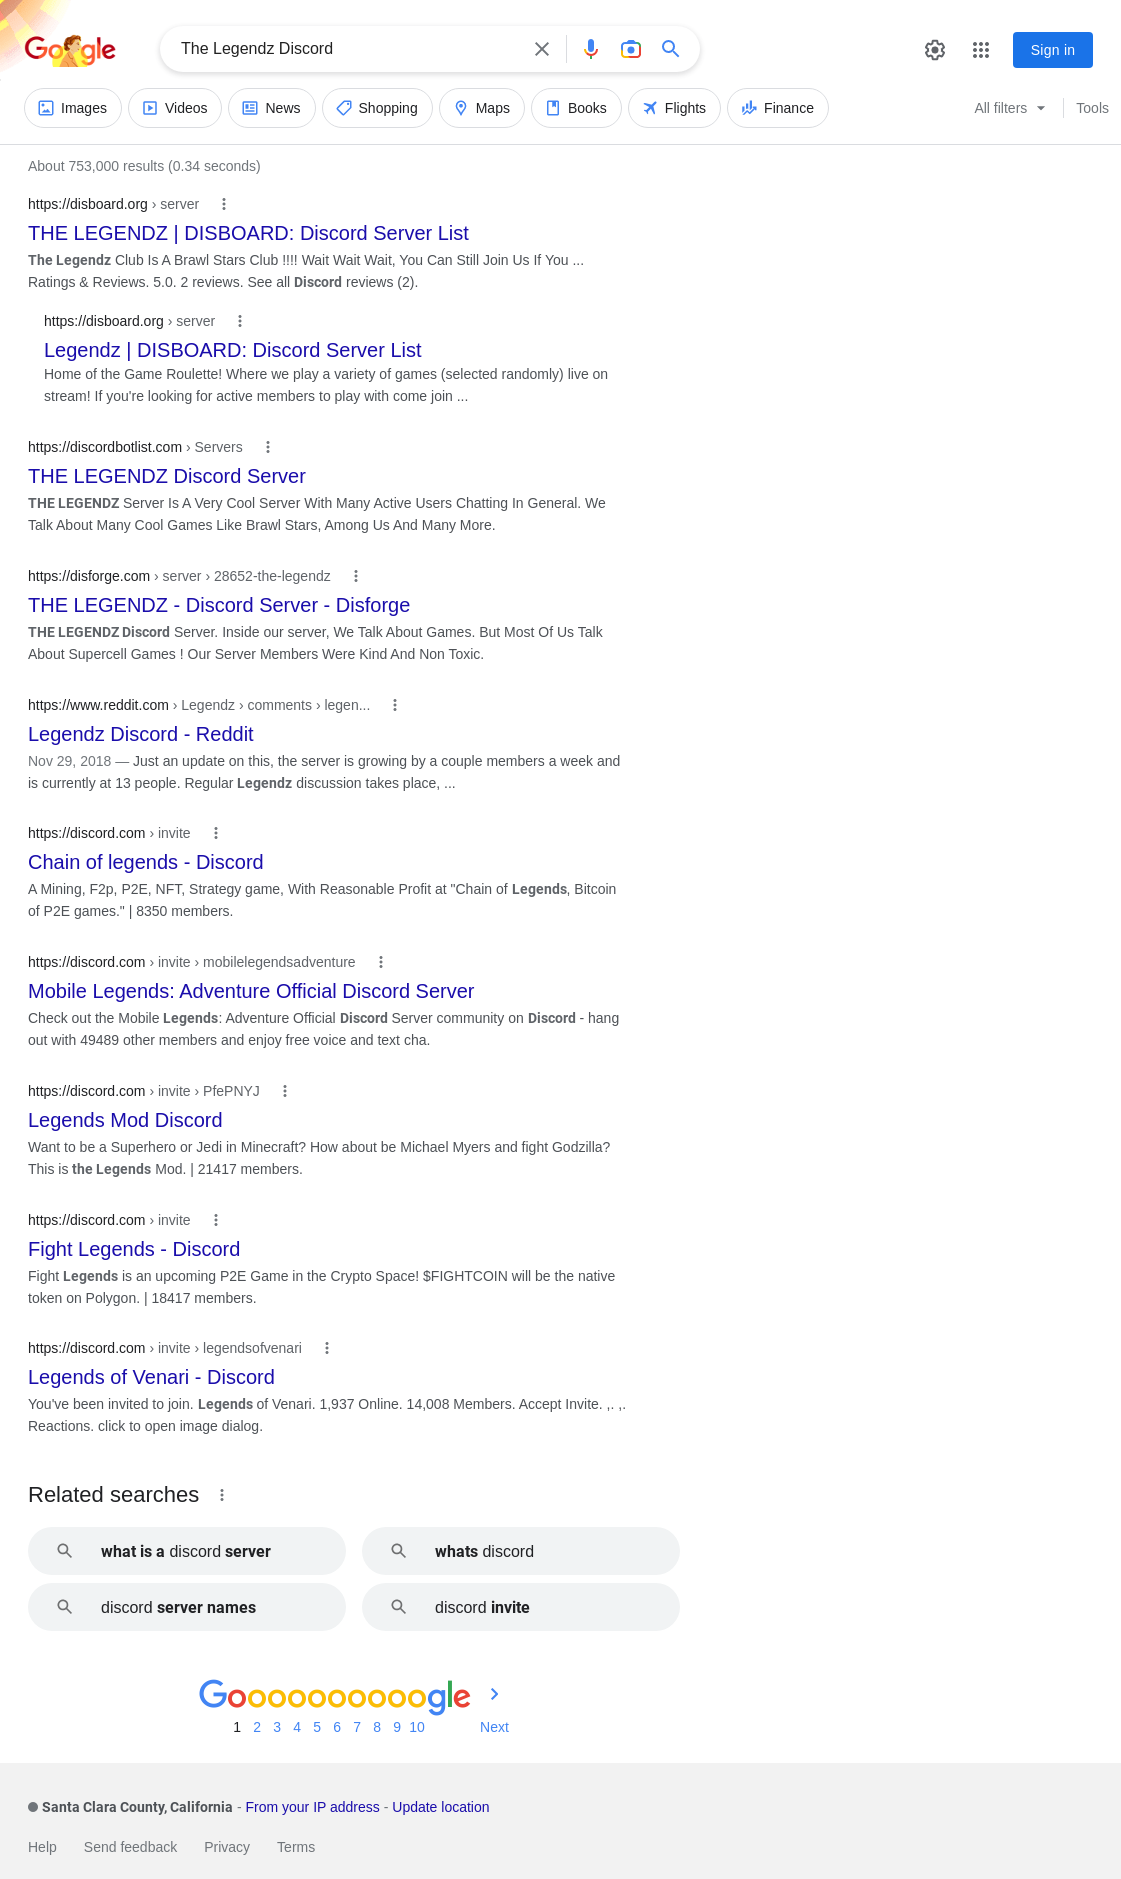 Google
The Legendz Discord
Sign in
Images
Videos
News
Shopping
Maps
Books
Flights
Finance
All filters
Tools
About 753,000 results (0.34 seconds)
https://disboard.org › server
THE LEGENDZ | DISBOARD: Discord Server List
The Legendz Club Is A Brawl Stars Club !!!! Wait Wait Wait, You Can Still Join Us If You ...
Ratings & Reviews. 5.0. 2 reviews. See all Discord reviews (2).
https://disboard.org › server
Legendz | DISBOARD: Discord Server List
Home of the Game Roulette! Where we play a variety of games (selected randomly) live on
stream! If you're looking for active members to play with come join ...
https://discordbotlist.com › Servers
THE LEGENDZ Discord Server
THE LEGENDZ Server Is A Very Cool Server With Many Active Users Chatting In General. We
Talk About Many Cool Games Like Brawl Stars, Among Us And Many More.
https://disforge.com › server › 28652-the-legendz
THE LEGENDZ - Discord Server - Disforge
THE LEGENDZ Discord Server. Inside our server, We Talk About Games. But Most Of Us Talk
About Supercell Games ! Our Server Members Were Kind And Non Toxic.
https://www.reddit.com › Legendz › comments › legen...
Legendz Discord - Reddit
Nov 29, 2018 — Just an update on this, the server is growing by a couple members a week and
is currently at 13 people. Regular Legendz discussion takes place, ...
https://discord.com › invite
Chain of legends - Discord
A Mining, F2p, P2E, NFT, Strategy game, With Reasonable Profit at "Chain of Legends, Bitcoin
of P2E games." | 8350 members.
https://discord.com › invite › mobilelegendsadventure
Mobile Legends: Adventure Official Discord Server
Check out the Mobile Legends: Adventure Official Discord Server community on Discord - hang
out with 49489 other members and enjoy free voice and text cha.
https://discord.com › invite › PfePNYJ
Legends Mod Discord
Want to be a Superhero or Jedi in Minecraft? How about be Michael Myers and fight Godzilla?
This is the Legends Mod. | 21417 members.
https://discord.com › invite
Fight Legends - Discord
Fight Legends is an upcoming P2E Game in the Crypto Space! $FIGHTCOIN will be the native
token on Polygon. | 18417 members.
https://discord.com › invite › legendsofvenari
Legends of Venari - Discord
You've been invited to join. Legends of Venari. 1,937 Online. 14,008 Members. Accept Invite. ,. ,.
Reactions. click to open image dialog.
Related searches
what is a discord server
whats discord
discord server names
discord invite
Goooooooooogle
1 2 3 4 5 6 7 8 9 10 Next
Santa Clara County, California - From your IP address - Update location
Help Send feedback Privacy Terms